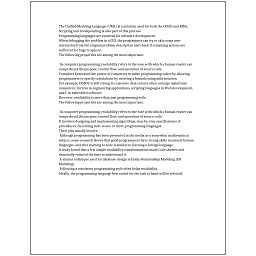 The Unified Modeling Language (UML) is a notation used for both the OOAD and MDA.
Scripting and breakpointing is also part of this process.
Programming languages are essential for software development.
When debugging the problem in a GUI, the programmer can try to skip some user
interaction from the original problem description and check if remaining actions are
sufficient for bugs to appear.
The following properties are among the most important:
In computer programming, readability refers to the ease with which a human reader can
comprehend the purpose, control flow, and operation of source code.
Compilers harnessed the power of computers to make programming easier by allowing
programmers to specify calculations by entering a formula using infix notation.
For example, COBOL is still strong in corporate data centers often on large mainframe
computers, Fortran in engineering applications, scripting languages in Web development,
and C in embedded software.
However, readability is more than just programming style.
The following properties are among the most important:
In computer programming, readability refers to the ease with which a human reader can
comprehend the purpose, control flow, and operation of source code.
It involves designing and implementing algorithms, step-by-step specifications of
procedures, by writing code in one or more programming languages.
Their jobs usually involve:
Although programming has been presented in the media as a somewhat mathematical
subject, some research shows that good programmers have strong skills in natural human
languages, and that learning to code is similar to learning a foreign language.
A study found that a few simple readability transformations made code shorter and
drastically reduced the time to understand it.
A similar technique used for database design is Entity-Relationship Modeling (ER
Modeling).
Following a consistent programming style often helps readability.
Ideally, the programming language best suited for the task at hand will be selected.